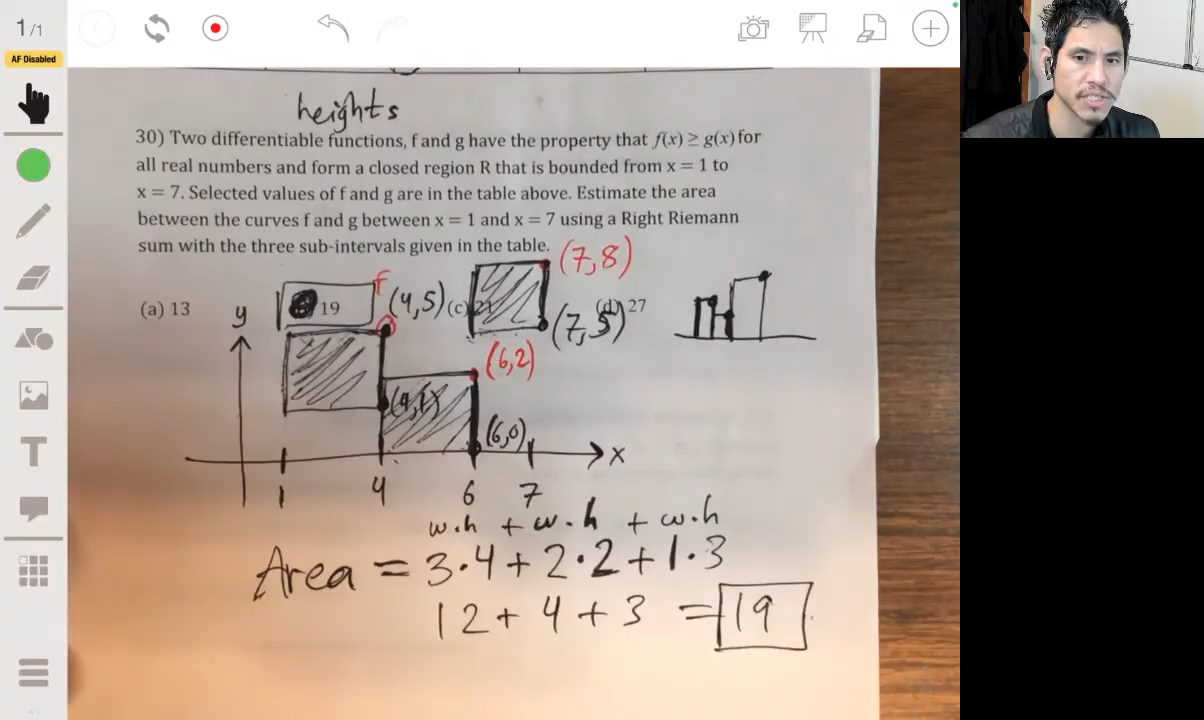 1/1
AF Disabled
heights
30) Two differentiable functions, f and g have the property that f(x) ≥ g(x) for
all real numbers and form a closed region R that is bounded from x = 1 to
x = 7. Selected values of f and g are in the table above. Estimate the area
between the curves f and g between x = 1 and x = 7 using a Right Riemann
sum with the three sub-intervals given in the table.
(7,8)
f
(a) 13
y
19
(4,5)
(c)
(7,5)
(d) 27
(6,2)
(4,1)
(6,0)
x
1 4 6 7
w.h + w.h + w.h
Area = 3·4 + 2·2 + 1·3
12 + 4 + 3 = 19
T